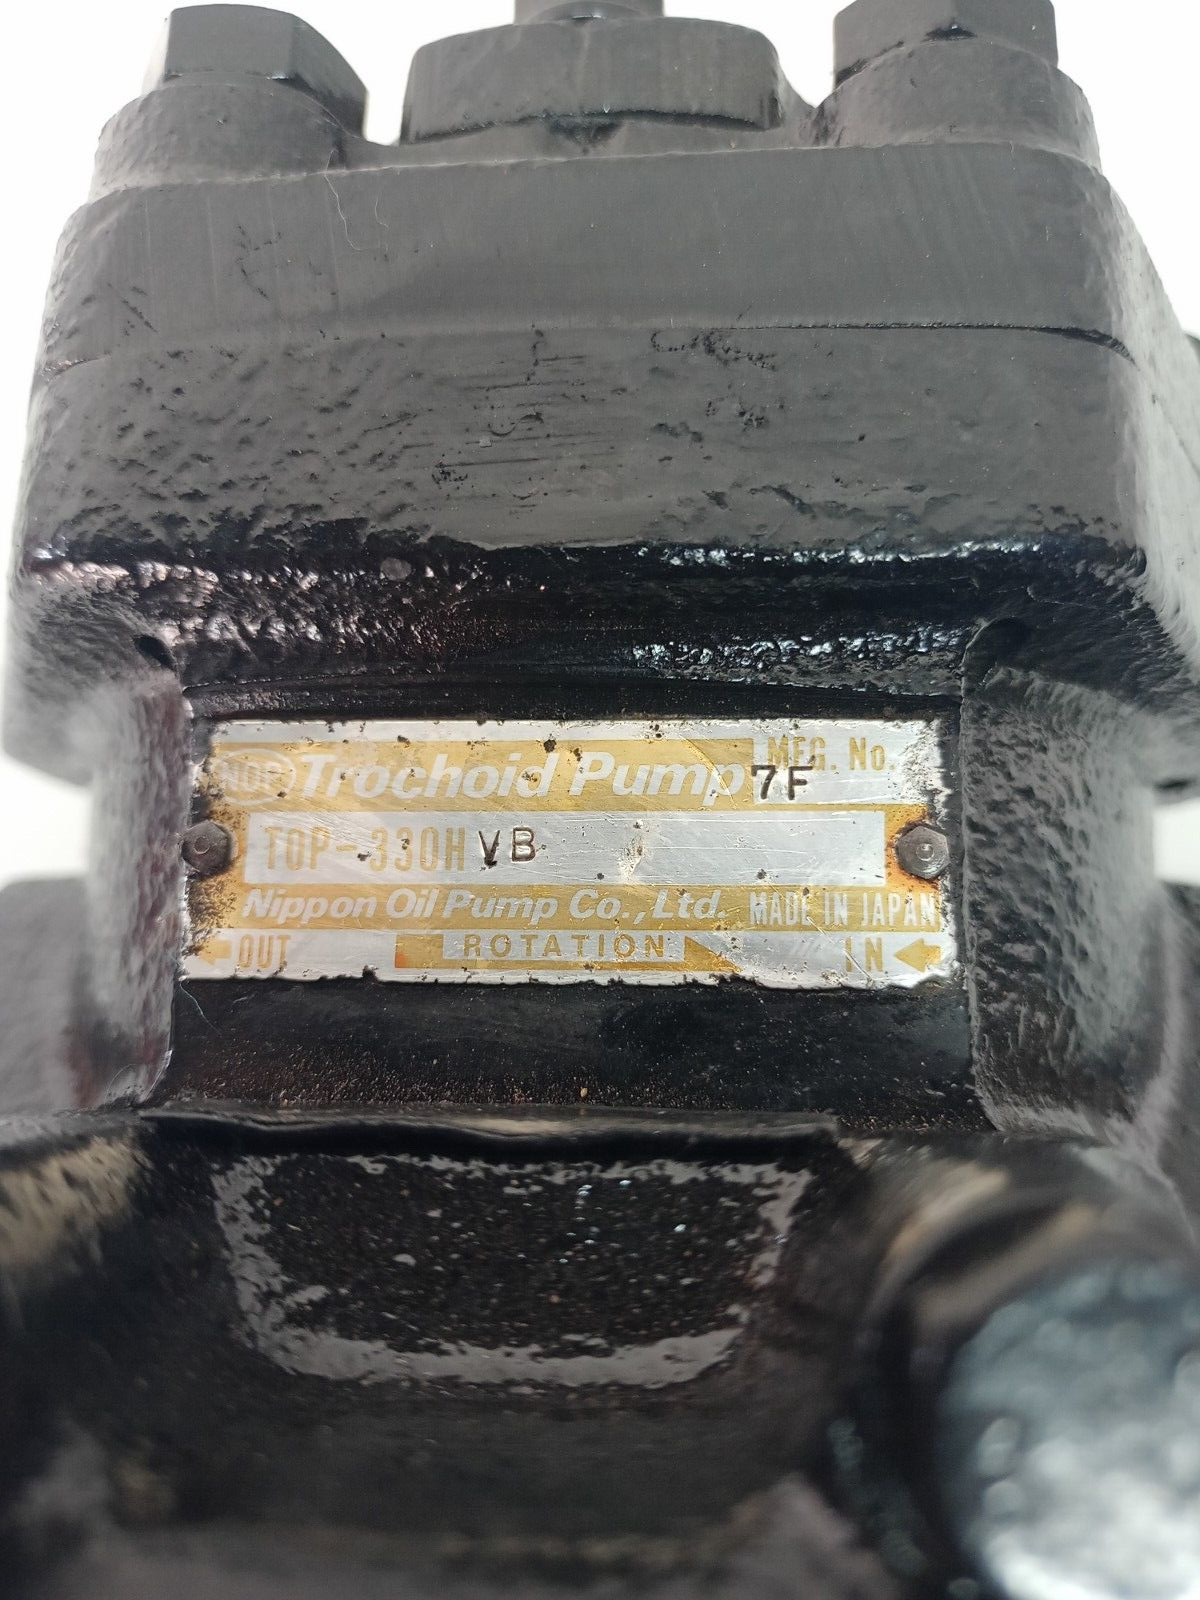 NOP Trochoid Pump MFG. No.
7F
TOP-330H VB
Nippon Oil Pump Co., Ltd. MADE IN JAPAN
OUT ROTATION IN